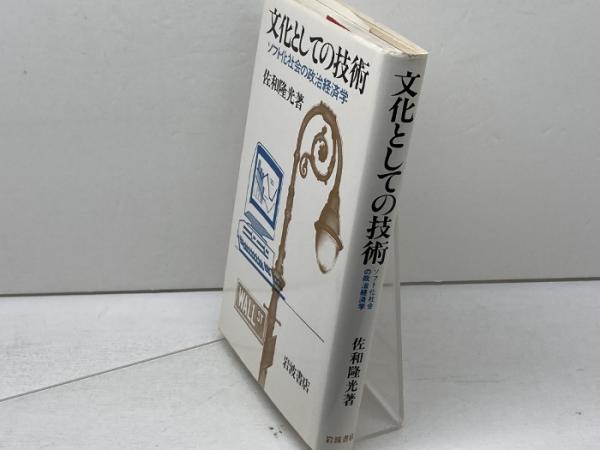 文化としての技術
ソフト化社会の政治経済学
佐和隆光著
WALL ST
岩波書店
文化としての技術
ソフト化社会
の政治経済学
佐和隆光著
岩波書店